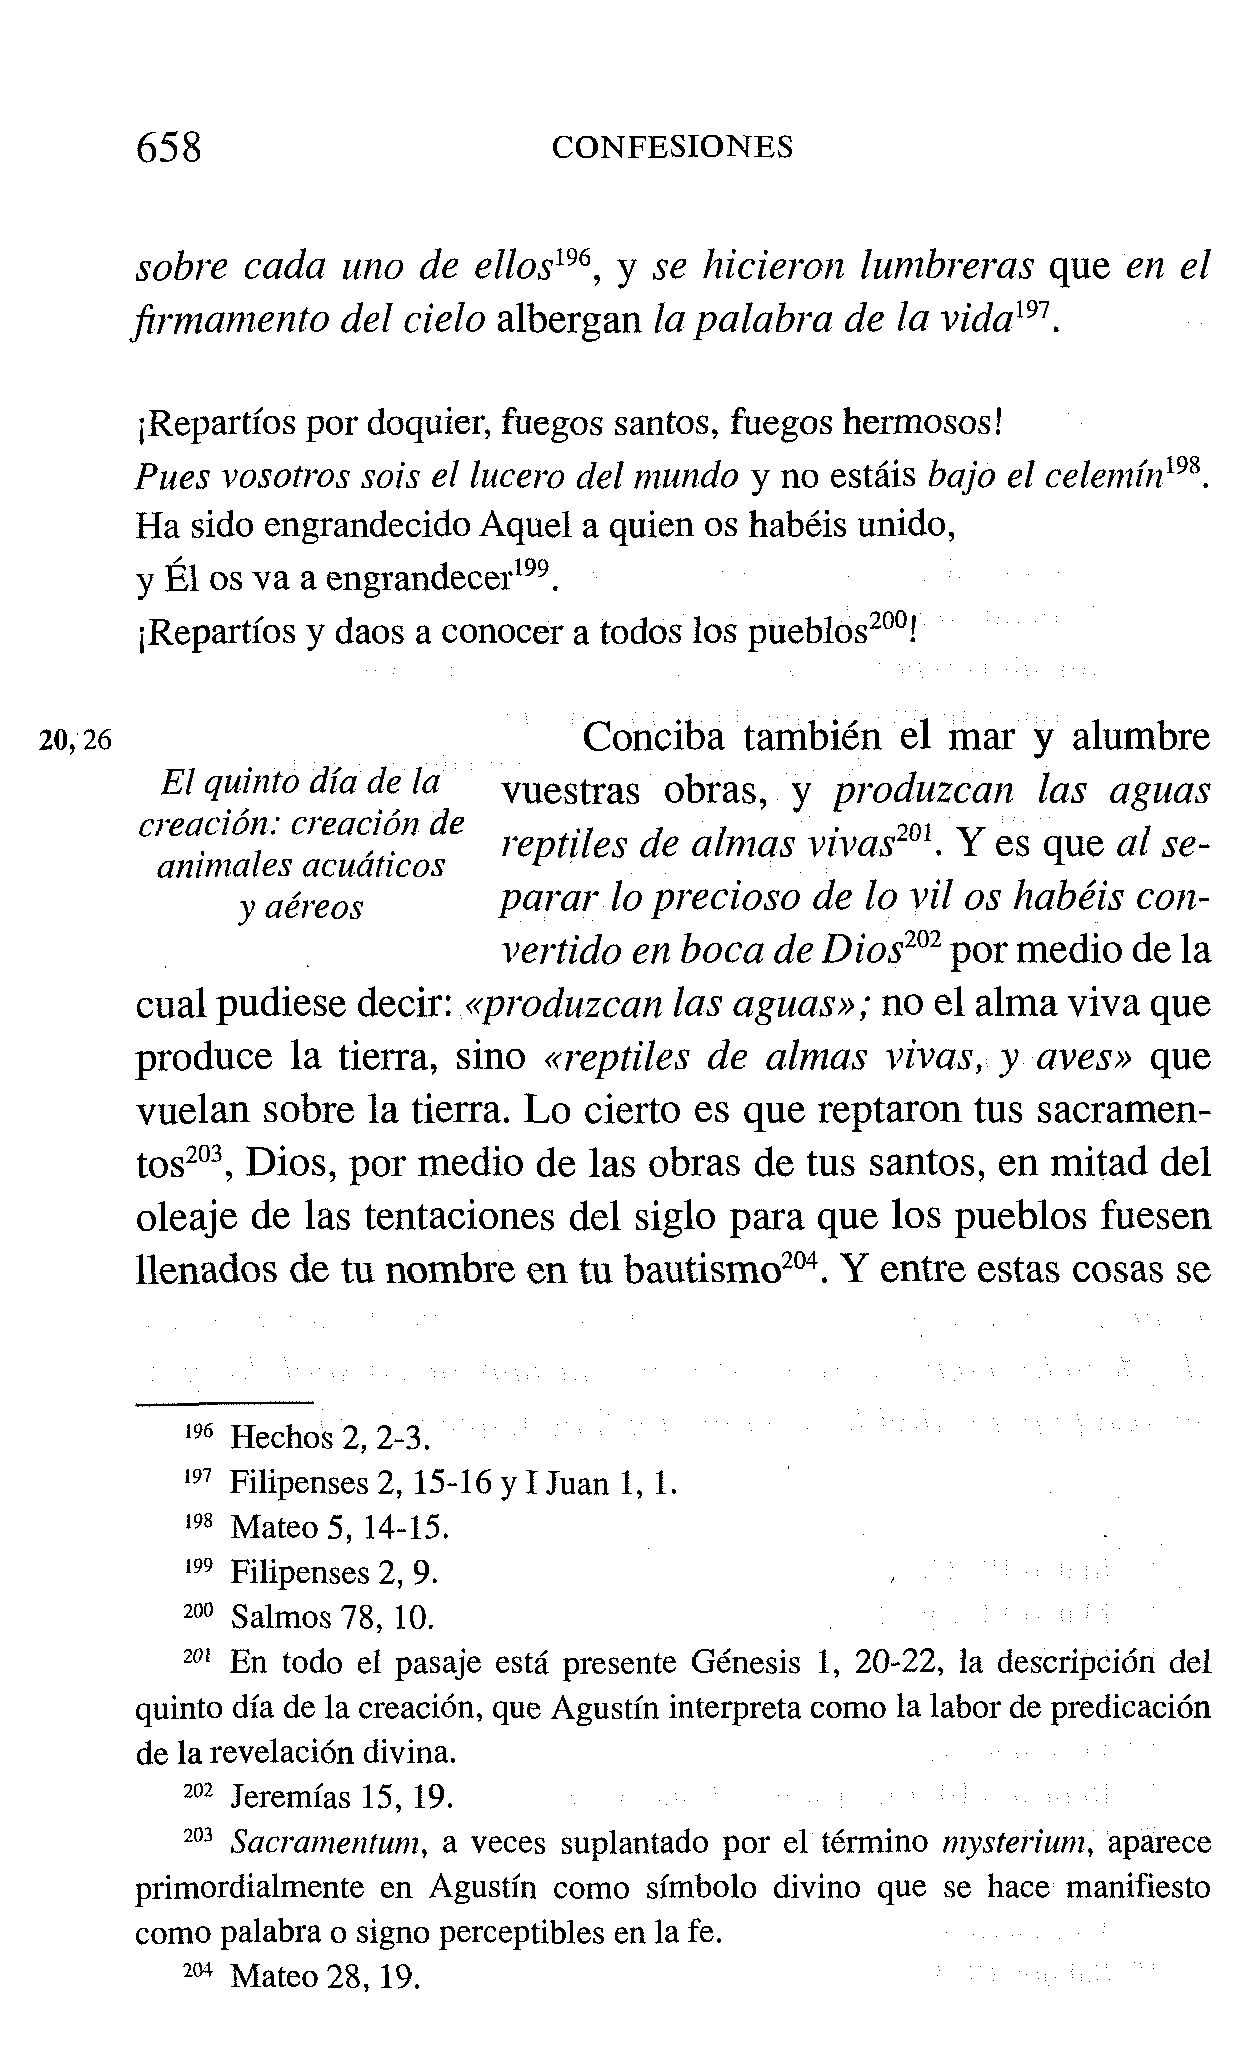 658 CONFESIONES
sobre cada uno de ellos¹⁹⁶, y se hicieron lumbreras que en el
firmamento del cielo albergan la palabra de la vida¹⁹⁷.
¡Repartíos por doquier, fuegos santos, fuegos hermosos!
Pues vosotros sois el lucero del mundo y no estáis bajo el celemín¹⁹⁸.
Ha sido engrandecido Aquel a quien os habéis unido,
y Él os va a engrandecer¹⁹⁹.
¡Repartíos y daos a conocer a todos los pueblos²⁰⁰!
20, 26
El quinto día de la
creación: creación de
animales acuáticos
y aéreos
Conciba también el mar y alumbre
vuestras obras, y produzcan las aguas
reptiles de almas vivas²⁰¹. Y es que al se-
parar lo precioso de lo vil os habéis con-
vertido en boca de Dios²⁰² por medio de la
cual pudiese decir: «produzcan las aguas»; no el alma viva que
produce la tierra, sino «reptiles de almas vivas, y aves» que
vuelan sobre la tierra. Lo cierto es que reptaron tus sacramen-
tos²⁰³, Dios, por medio de las obras de tus santos, en mitad del
oleaje de las tentaciones del siglo para que los pueblos fuesen
llenados de tu nombre en tu bautismo²⁰⁴. Y entre estas cosas se
¹⁹⁶ Hechos 2, 2-3.
¹⁹⁷ Filipenses 2, 15-16 y I Juan 1, 1.
¹⁹⁸ Mateo 5, 14-15.
¹⁹⁹ Filipenses 2, 9.
²⁰⁰ Salmos 78, 10.
²⁰¹ En todo el pasaje está presente Génesis 1, 20-22, la descripción del
quinto día de la creación, que Agustín interpreta como la labor de predicación
de la revelación divina.
²⁰² Jeremías 15, 19.
²⁰³ Sacramentum, a veces suplantado por el término mysterium, aparece
primordialmente en Agustín como símbolo divino que se hace manifiesto
como palabra o signo perceptibles en la fe.
²⁰⁴ Mateo 28, 19.